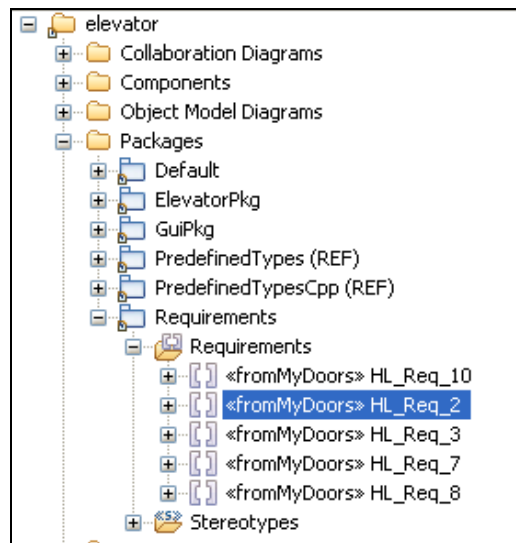 elevator
Collaboration Diagrams
Components
Object Model Diagrams
Packages
Default
ElevatorPkg
GuiPkg
PredefinedTypes (REF)
PredefinedTypesCpp (REF)
Requirements
Requirements
«fromMyDoors» HL_Req_10
«fromMyDoors» HL_Req_2
«fromMyDoors» HL_Req_3
«fromMyDoors» HL_Req_7
«fromMyDoors» HL_Req_8
«S» Stereotypes